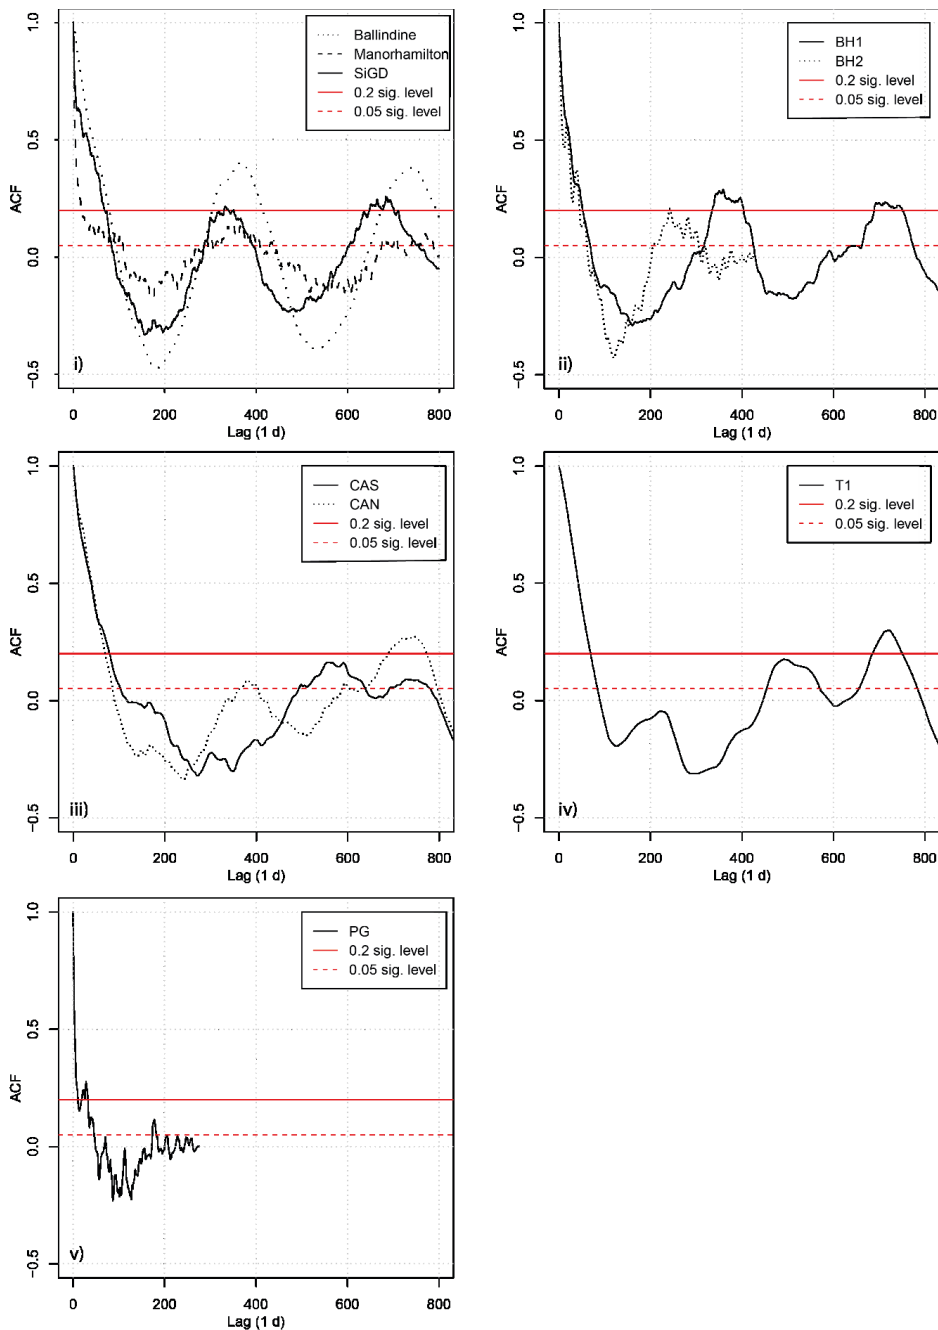 Ballindine
Manorhamilton
SiGD
0.2 sig. level
0.05 sig. level
1.0
0.5
0.0
−0.5
ACF
i)
0
200
400
600
800
Lag (1 d)
BH1
BH2
0.2 sig. level
0.05 sig. level
1.0
0.5
0.0
−0.5
ACF
ii)
0
200
400
600
800
Lag (1 d)
CAS
CAN
0.2 sig. level
0.05 sig. level
1.0
0.5
0.0
−0.5
ACF
iii)
0
200
400
600
800
Lag (1 d)
T1
0.2 sig. level
0.05 sig. level
1.0
0.5
0.0
−0.5
ACF
iv)
0
200
400
600
800
Lag (1 d)
PG
0.2 sig. level
0.05 sig. level
1.0
0.5
0.0
−0.5
ACF
v)
0
200
400
600
800
Lag (1 d)